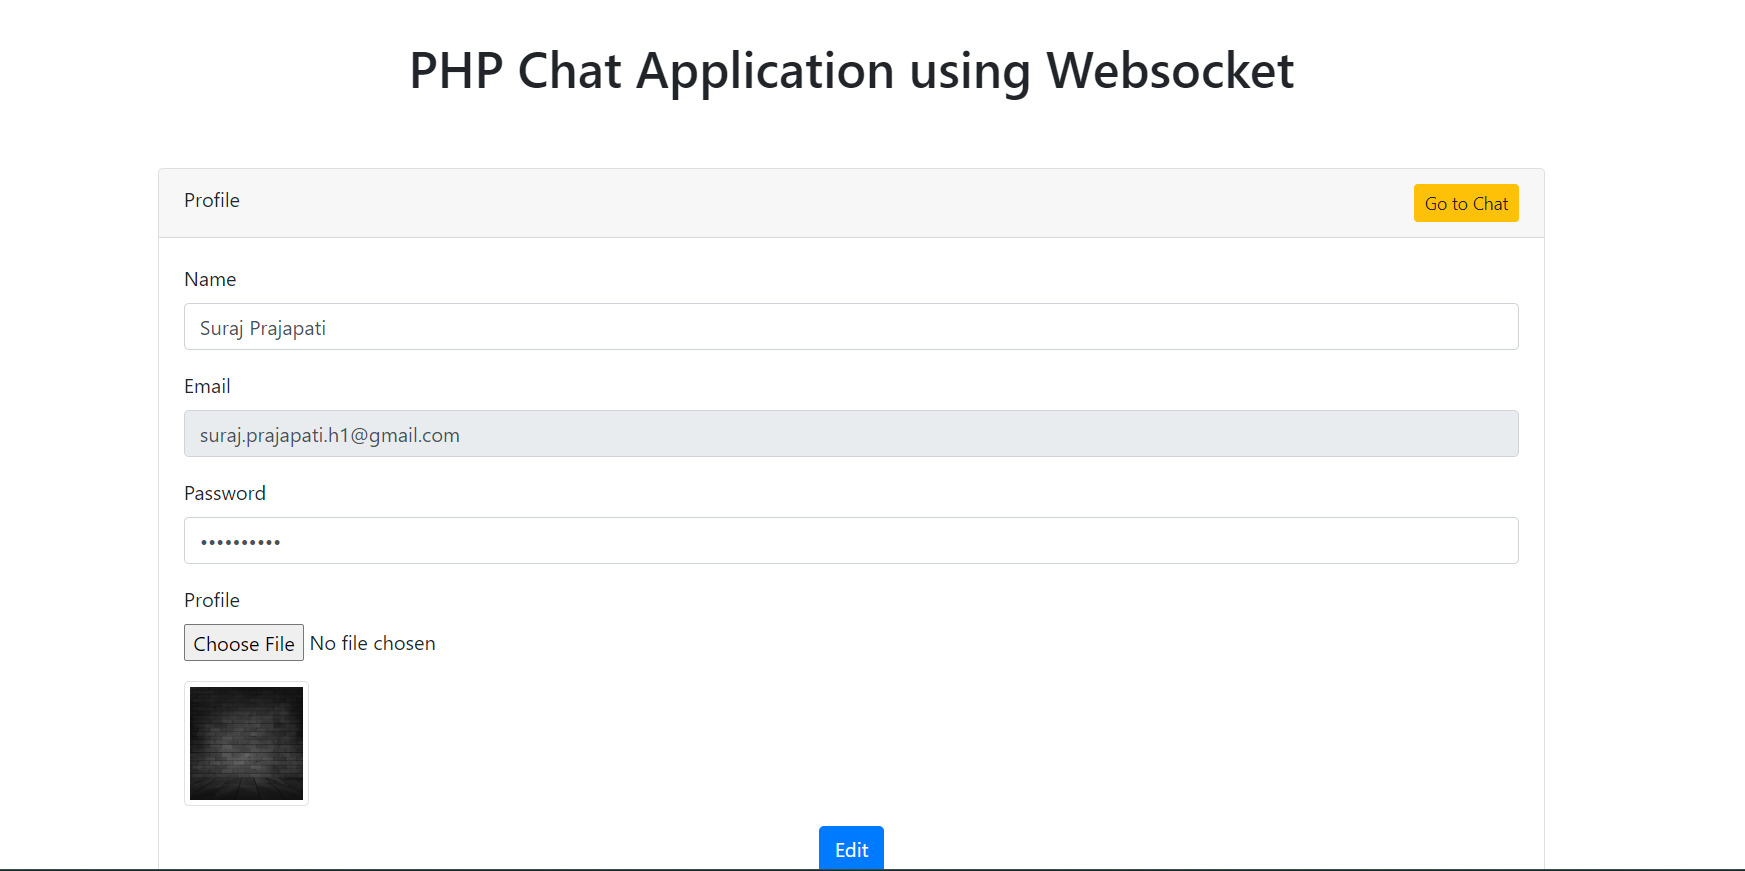 PHP Chat Application using Websocket
Profile
Go to Chat
Name
Suraj Prajapati
Email
suraj.prajapati.h1@gmail.com
Password
••••••••••
Profile
Choose File No file chosen
Edit